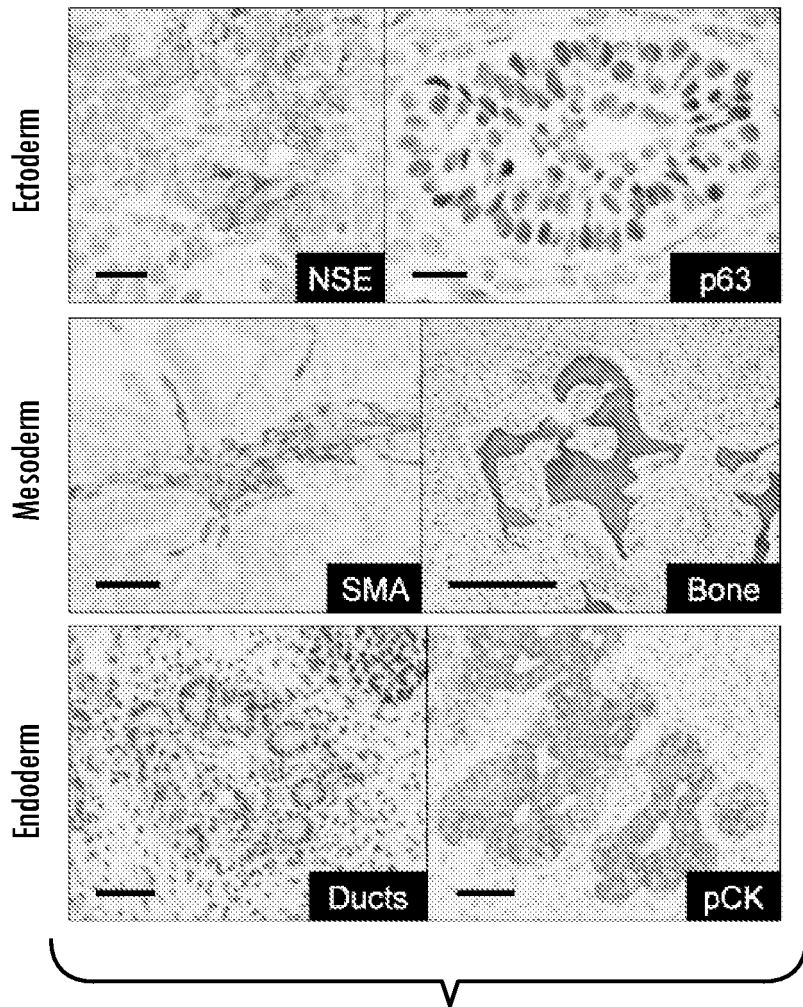 Ectoderm
NSE
p63
Mesoderm
SMA
Bone
Endoderm
Ducts
pCK